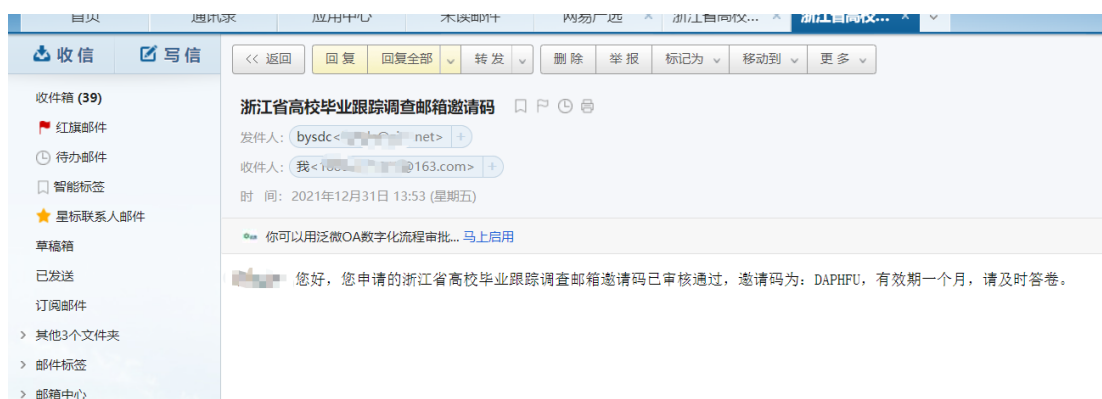 首页 通讯录 应用中心 未读邮件 网易严选 × 浙江省高校... × 浙江省高校... ×
收信 写信
<< 返回 回复 回复全部 转发 删除 举报 标记为 移动到 更多
收件箱 (39)
红旗邮件
待办邮件
智能标签
星标联系人邮件
草稿箱
已发送
订阅邮件
其他3个文件夹
邮件标签
邮箱中心
浙江省高校毕业跟踪调查邮箱邀请码
发件人: bysdc< net> +
收件人: 我< @163.com> +
时 间: 2021年12月31日 13:53 (星期五)
你可以用泛微OA数字化流程审批... 马上启用
您好，您申请的浙江省高校毕业跟踪调查邮箱邀请码已审核通过，邀请码为: DAPHFU，有效期一个月，请及时答卷。